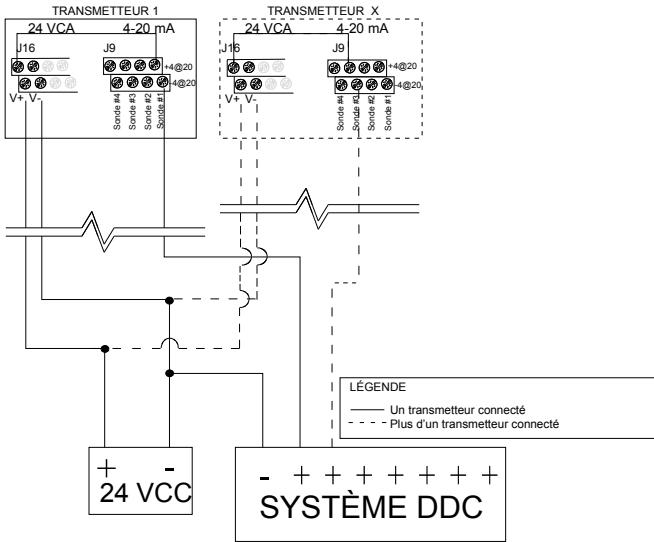 TRANSMETTEUR 1
24 VCA 4-20 mA
J16 J9
+4@20
-4@20
V+ V-
Sonde #4
Sonde #3
Sonde #2
Sonde #1
TRANSMETTEUR X
24 VCA 4-20 mA
J16 J9
+4@20
-4@20
V+ V-
Sonde #4
Sonde #3
Sonde #2
Sonde #1
LÉGENDE
Un transmetteur connecté
Plus d'un transmetteur connecté
+ -
24 VCC
- + + + + + + +
SYSTÈME DDC